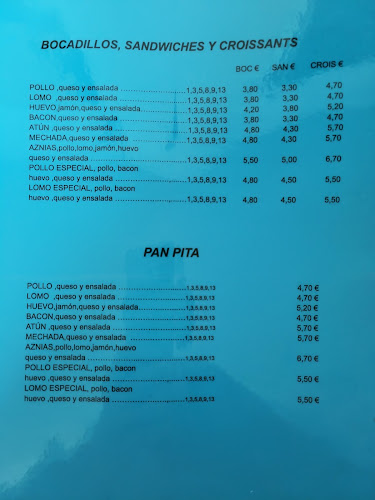 BOCADILLOS, SANDWICHES Y CROISSANTS
BOC € SAN € CROIS €
POLLO ,queso y ensalada ........................1,3,5,8,9,13 3,80 3,30 4,70
LOMO ,queso y ensalada ........................1,3,5,8,9,13 3,80 3,30 4,70
HUEVO,jamón,queso y ensalada..............1,3,5,8,9,13 4,20 3,80 5,20
BACON,queso y ensalada ........................1,3,5,8,9,13 3,80 3,30 4,70
ATÚN ,queso y ensalada ........................1,3,5,8,9,13 4,80 4,30 5,70
MECHADA,queso y ensalada ...................1,3,5,8,9,13 4,80 4,30 5,70
AZNIAS,pollo,lomo,jamón,huevo
queso y ensalada ...................................1,3,5,8,9,13 5,50 5,00 6,70
POLLO ESPECIAL, pollo, bacon
huevo ,queso y ensalada ........................1,3,5,8,9,13 4,80 4,50 5,50
LOMO ESPECIAL, pollo, bacon
huevo ,queso y ensalada ........................1,3,5,8,9,13 4,80 4,50 5,50
PAN PITA
POLLO ,queso y ensalada ........................1,3,5,8,9,13 4,70 €
LOMO ,queso y ensalada ........................1,3,5,8,9,13 4,70 €
HUEVO,jamón,queso y ensalada..............1,3,5,8,9,13 5,20 €
BACON,queso y ensalada ........................1,3,5,8,9,13 4,70 €
ATÚN ,queso y ensalada ........................1,3,5,8,9,13 5,70 €
MECHADA,queso y ensalada ...................1,3,5,8,9,13 5,70 €
AZNIAS,pollo,lomo,jamón,huevo
queso y ensalada ...................................1,3,5,8,9,13 6,70 €
POLLO ESPECIAL, pollo, bacon
huevo ,queso y ensalada ........................1,3,5,8,9,13 5,50 €
LOMO ESPECIAL, pollo, bacon
huevo ,queso y ensalada ........................1,3,5,8,9,13 5,50 €